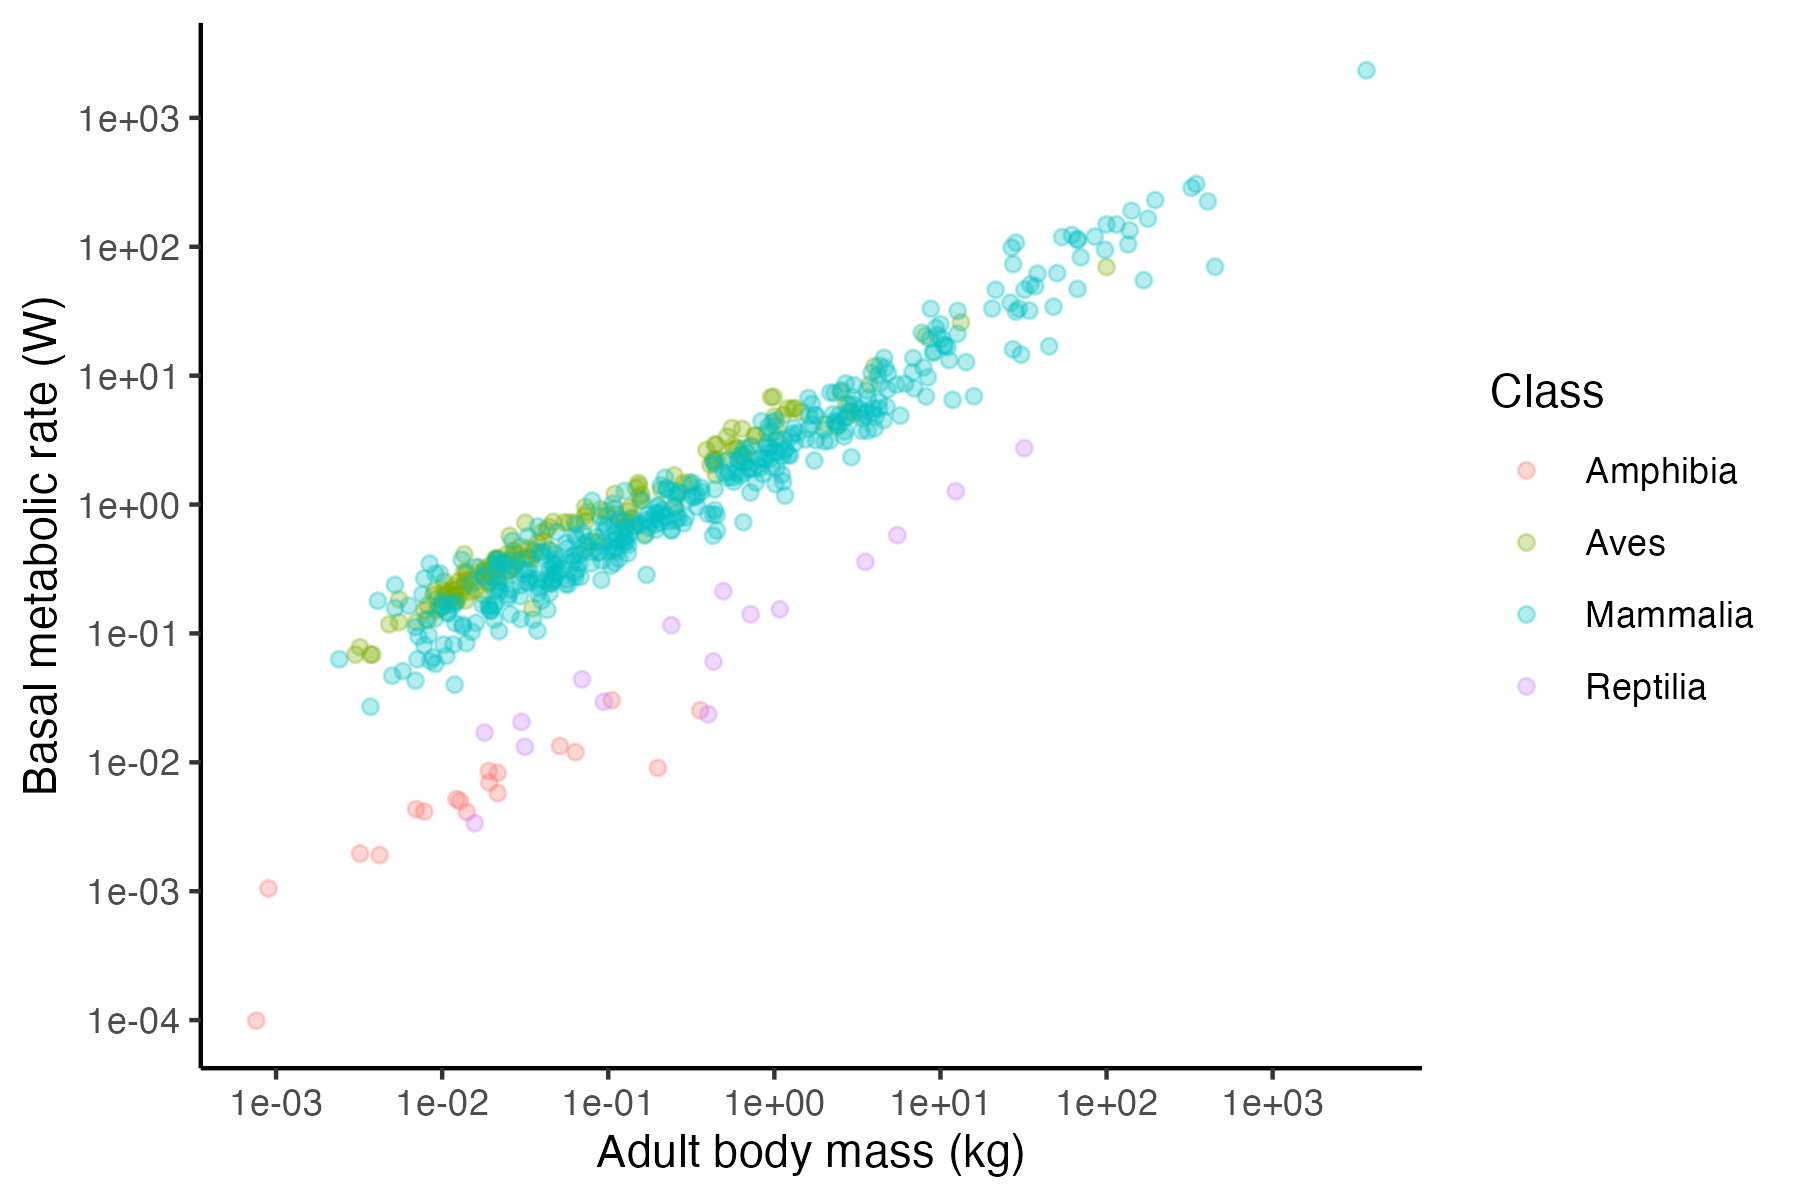 1e+03
1e+02
1e+01
1e+00
1e-01
1e-02
1e-03
1e-04
Basal metabolic rate (W)
1e-03 1e-02 1e-01 1e+00 1e+01 1e+02 1e+03
Adult body mass (kg)
Class
Amphibia
Aves
Mammalia
Reptilia